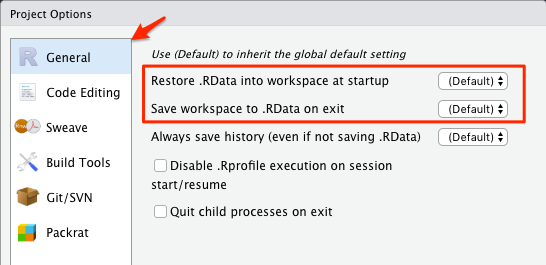 Project Options
General
Code Editing
Sweave
Build Tools
Git/SVN
Packrat
Use (Default) to inherit the global default setting
Restore .RData into workspace at startup (Default)
Save workspace to .RData on exit (Default)
Always save history (even if not saving .RData) (Default)
Disable .Rprofile execution on session
start/resume
Quit child processes on exit